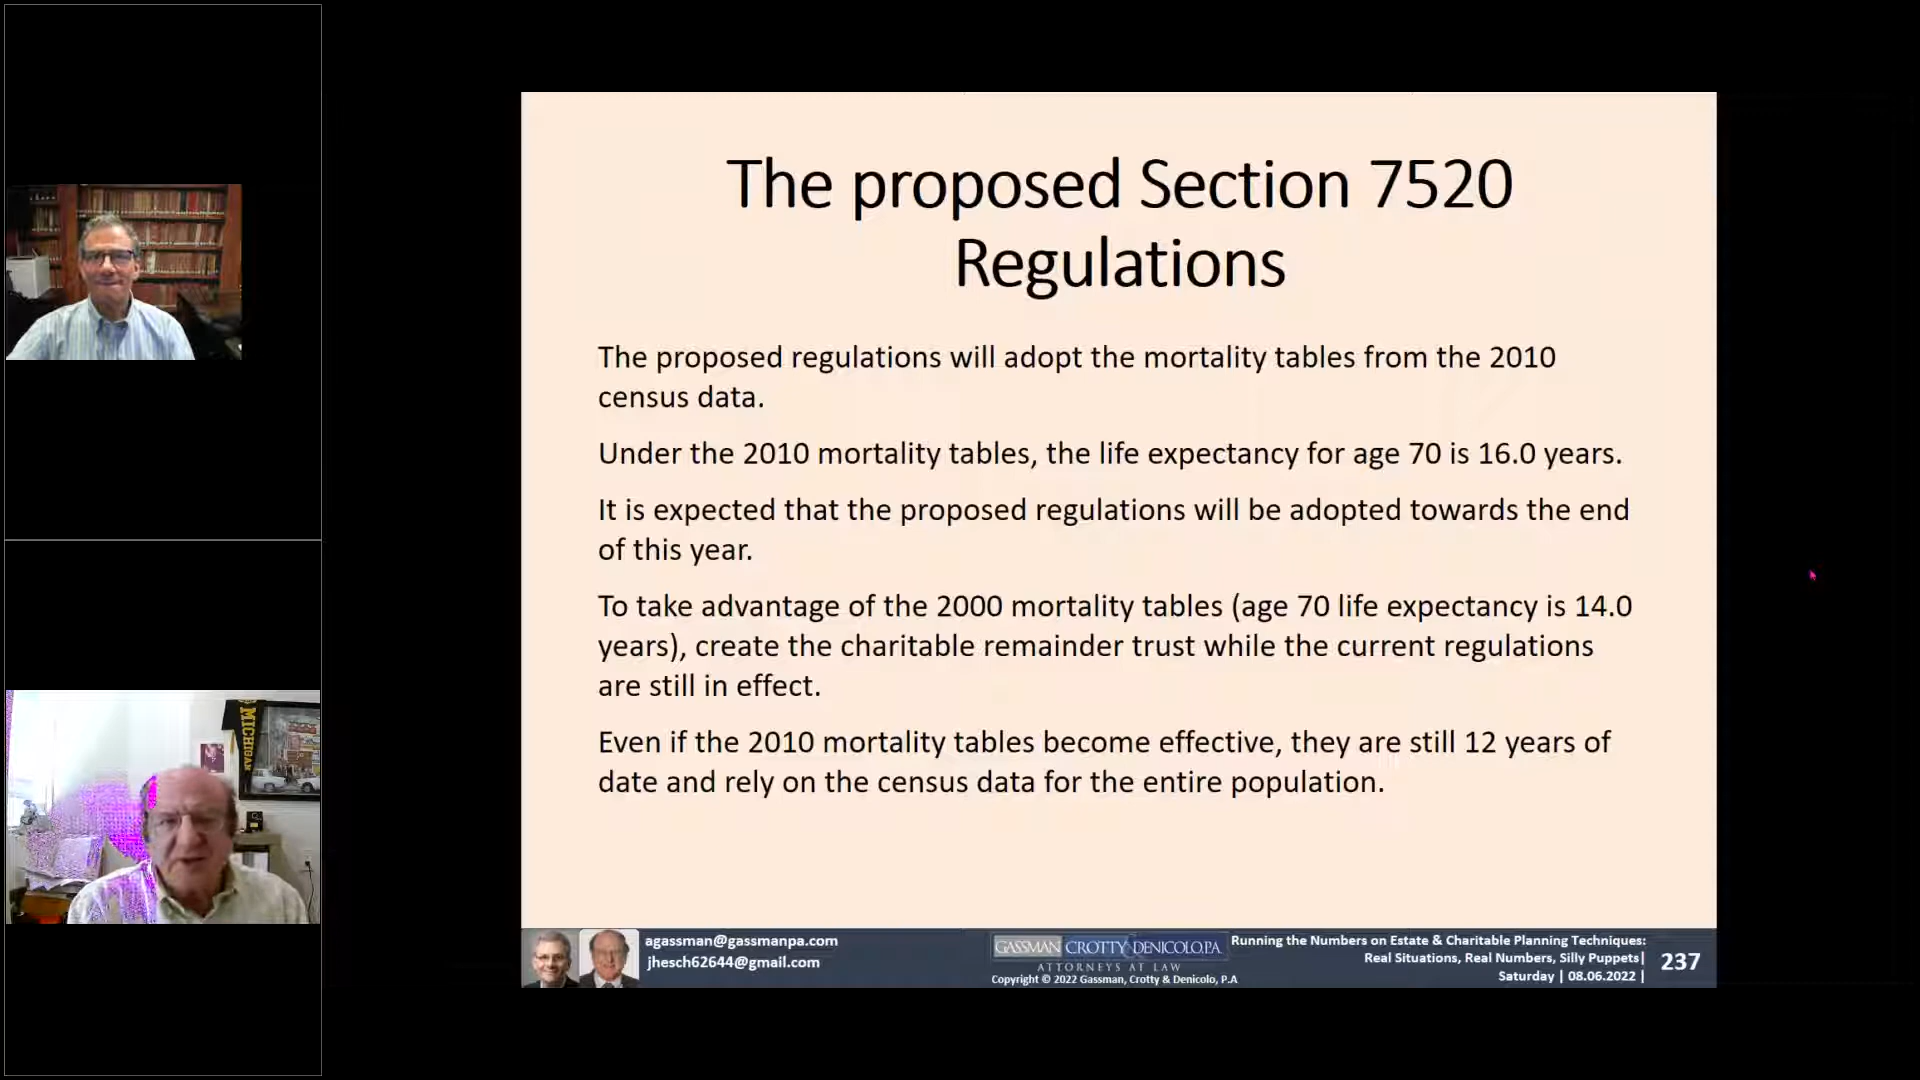 The proposed Section 7520
Regulations
The proposed regulations will adopt the mortality tables from the 2010
census data.
Under the 2010 mortality tables, the life expectancy for age 70 is 16.0 years.
It is expected that the proposed regulations will be adopted towards the end
of this year.
To take advantage of the 2000 mortality tables (age 70 life expectancy is 14.0
years), create the charitable remainder trust while the current regulations
are still in effect.
Even if the 2010 mortality tables become effective, they are still 12 years of
date and rely on the census data for the entire population.
MICHIGAN
agassman@gassmanpa.com
jhesch62644@gmail.com
GASSMAN CROTTY & DENICOLO, P.A.
ATTORNEYS AT LAW
Copyright © 2022 Gassman, Crotty & Denicolo, P.A
Running the Numbers on Estate & Charitable Planning Techniques:
Real Situations, Real Numbers, Silly Puppets|
Saturday | 08.06.2022 |
237